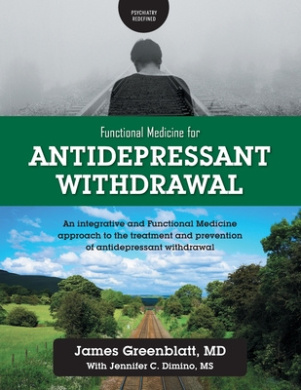 PSYCHIATRY
REDEFINED
Functional Medicine for
ANTIDEPRESSANT
WITHDRAWAL
An integrative and Functional Medicine
approach to the treatment and prevention
of antidepressant withdrawal
James Greenblatt, MD
With Jennifer C. Dimino, MS